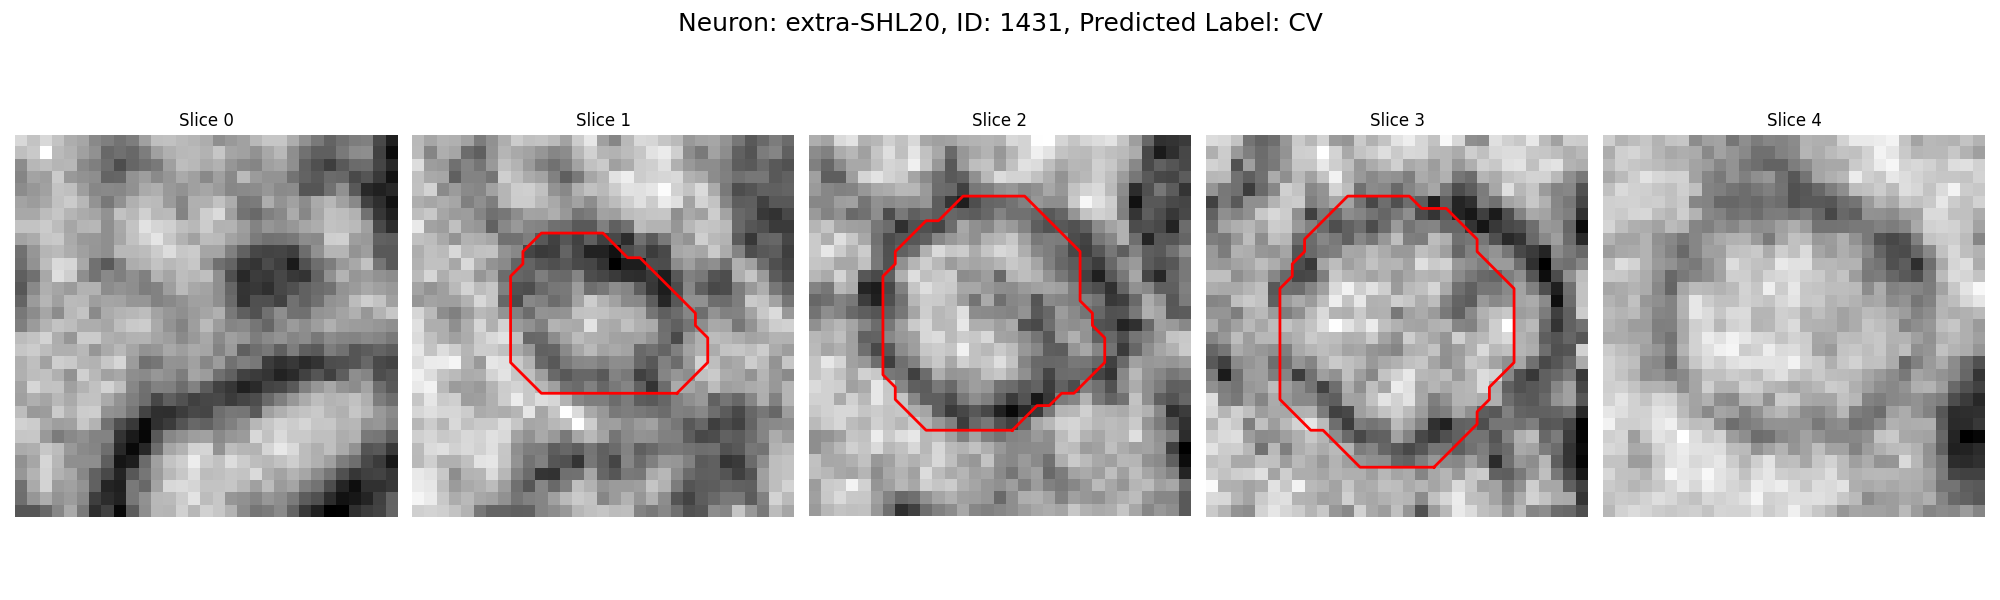 Neuron: extra-SHL20, ID: 1431, Predicted Label: CV
Slice 0
Slice 1
Slice 2
Slice 3
Slice 4